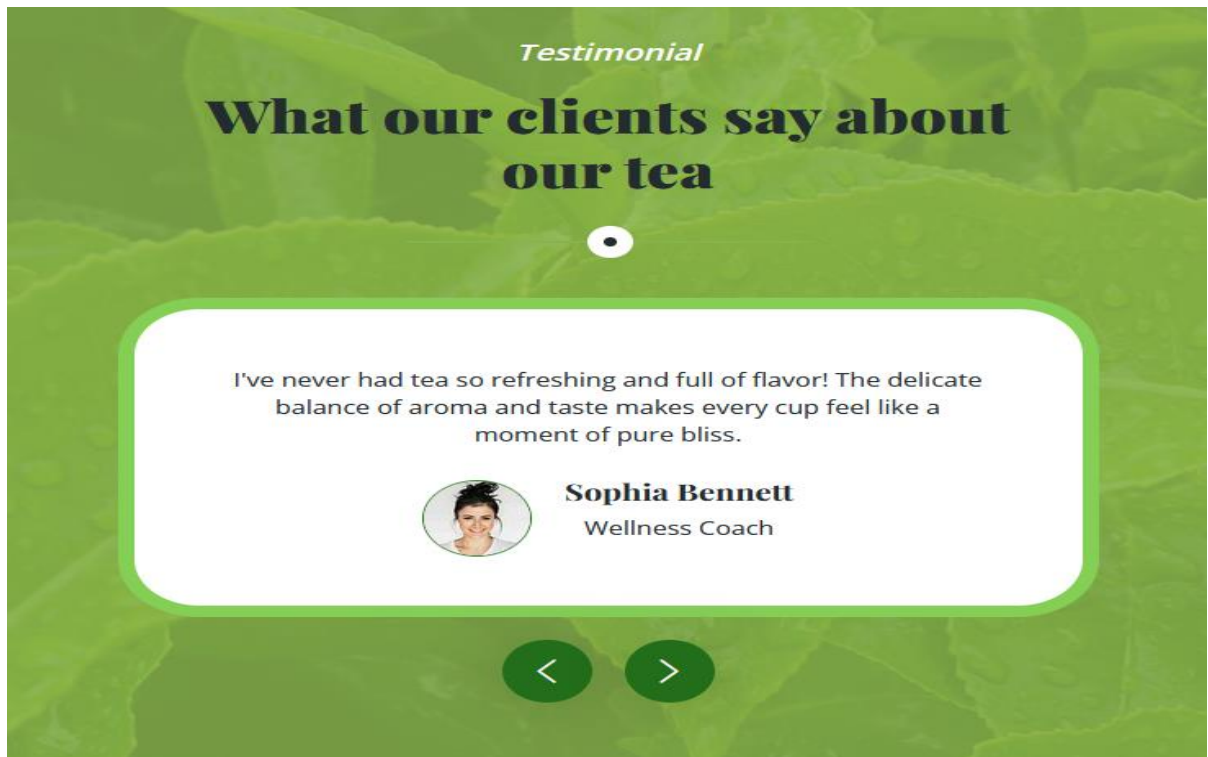 Testimonial
What our clients say about
our tea
I've never had tea so refreshing and full of flavor! The delicate
balance of aroma and taste makes every cup feel like a
moment of pure bliss.
Sophia Bennett
Wellness Coach